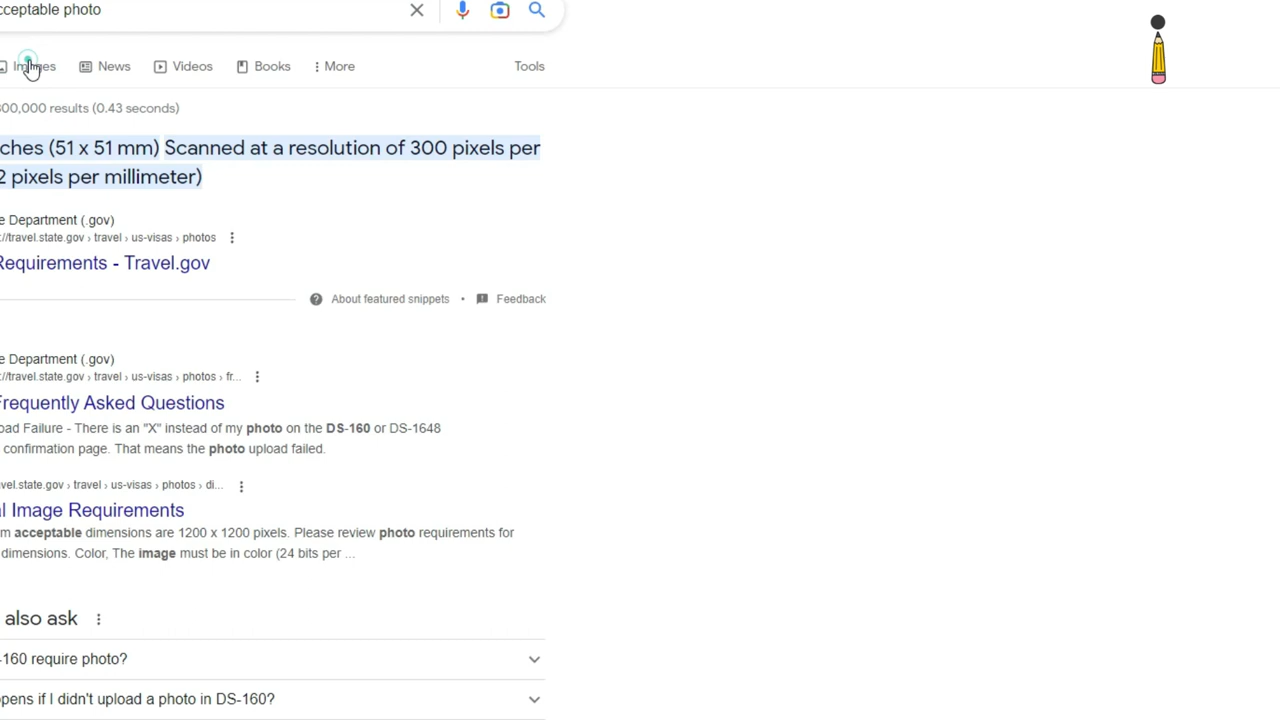 cceptable photo
Images
News
Videos
Books
More
Tools
300,000 results (0.43 seconds)
ches (51 x 51 mm) Scanned at a resolution of 300 pixels per
2 pixels per millimeter)
e Department (.gov)
://travel.state.gov › travel › us-visas › photos
Requirements - Travel.gov
About featured snippets • Feedback
e Department (.gov)
://travel.state.gov › travel › us-visas › photos › fr...
Frequently Asked Questions
oad Failure - There is an "X" instead of my photo on the DS-160 or DS-1648
confirmation page. That means the photo upload failed.
vel.state.gov › travel › us-visas › photos › di...
l Image Requirements
m acceptable dimensions are 1200 x 1200 pixels. Please review photo requirements for
dimensions. Color, The image must be in color (24 bits per ...
also ask
-160 require photo?
pens if I didn't upload a photo in DS-160?